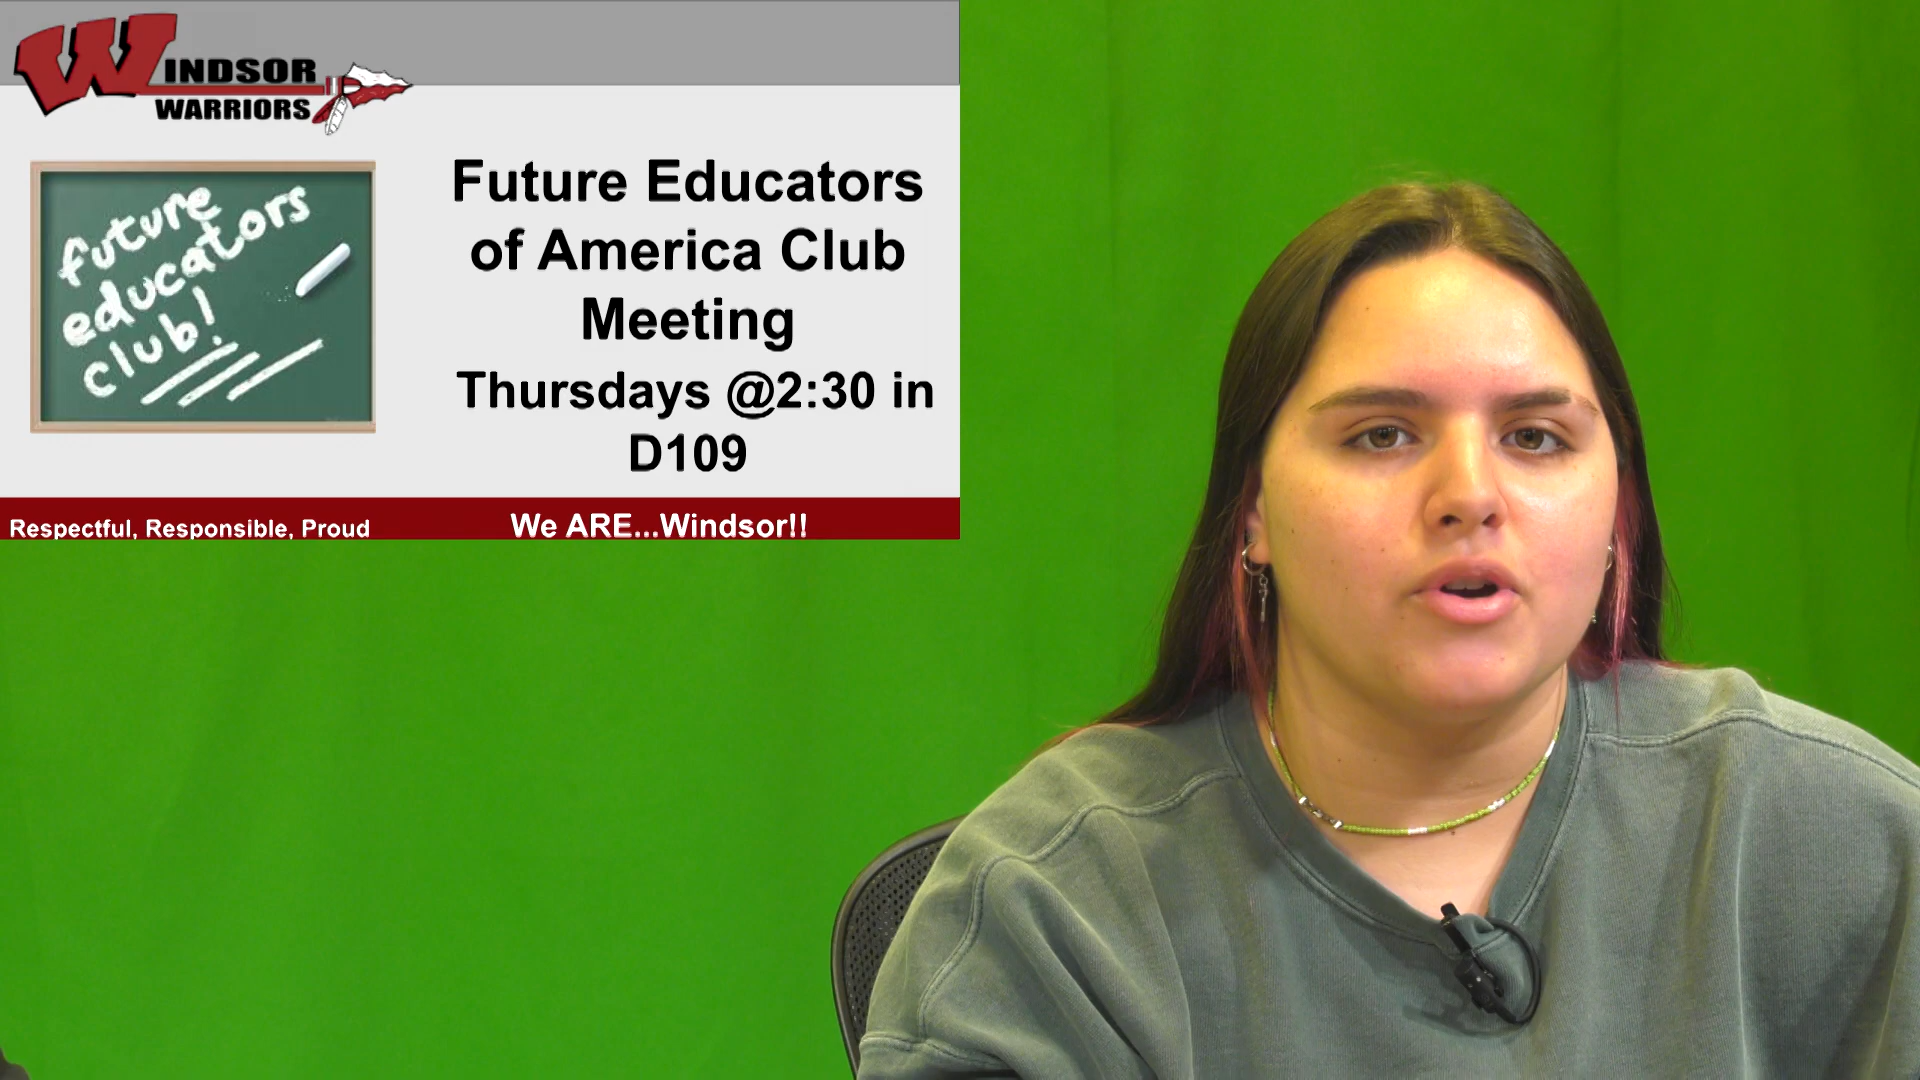 WINDSOR
WARRIORS
future
educators
club!
Future Educators
of America Club
Meeting
Thursdays @2:30 in
D109
Respectful, Responsible, Proud
We ARE...Windsor!!